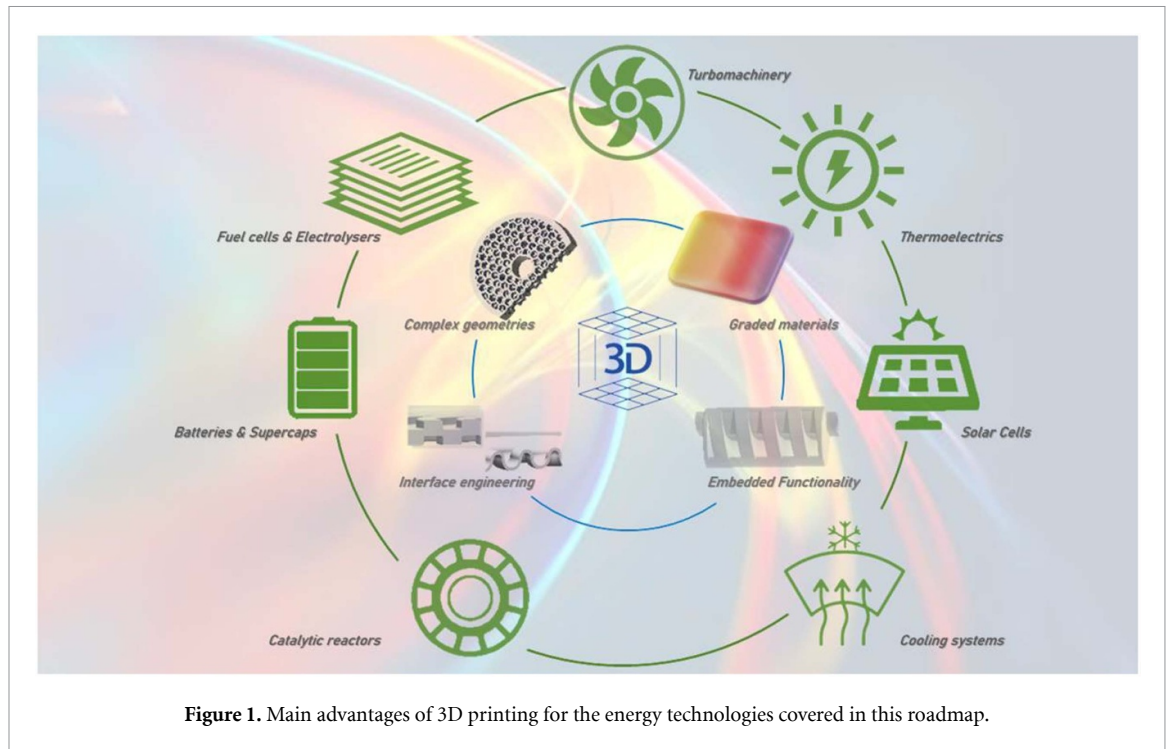 Turbomachinery
Fuel cells & Electrolysers
Thermoelectrics
Complex geometries
Graded materials
3D
Batteries & Supercaps
Solar Cells
Interface engineering
Embedded Functionality
Catalytic reactors
Cooling systems
Figure 1. Main advantages of 3D printing for the energy technologies covered in this roadmap.